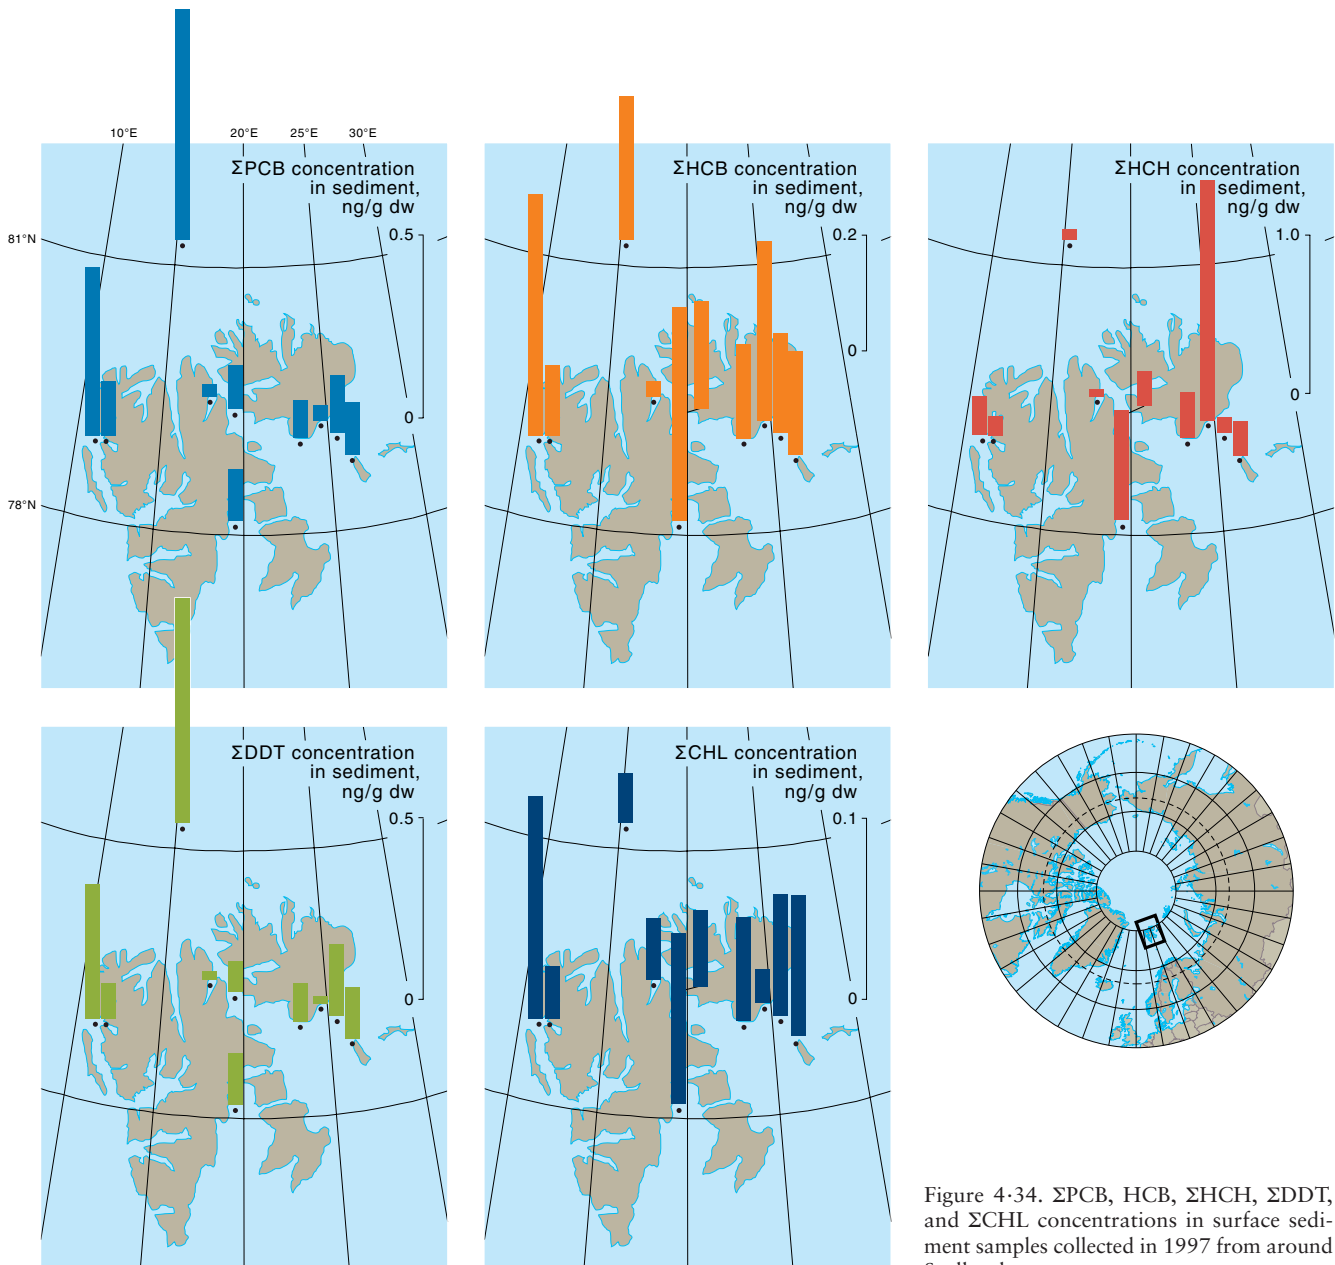 10°E 20°E 25°E 30°E
ΣPCB concentration
in sediment,
ng/g dw
0.5
0
81°N
78°N
ΣHCB concentration
in sediment,
ng/g dw
0.2
0
ΣHCH concentration
in sediment,
ng/g dw
1.0
0
ΣDDT concentration
in sediment,
ng/g dw
0.5
0
ΣCHL concentration
in sediment,
ng/g dw
0.1
0
Figure 4·34. ΣPCB, HCB, ΣHCH, ΣDDT,
and ΣCHL concentrations in surface sedi-
ment samples collected in 1997 from around